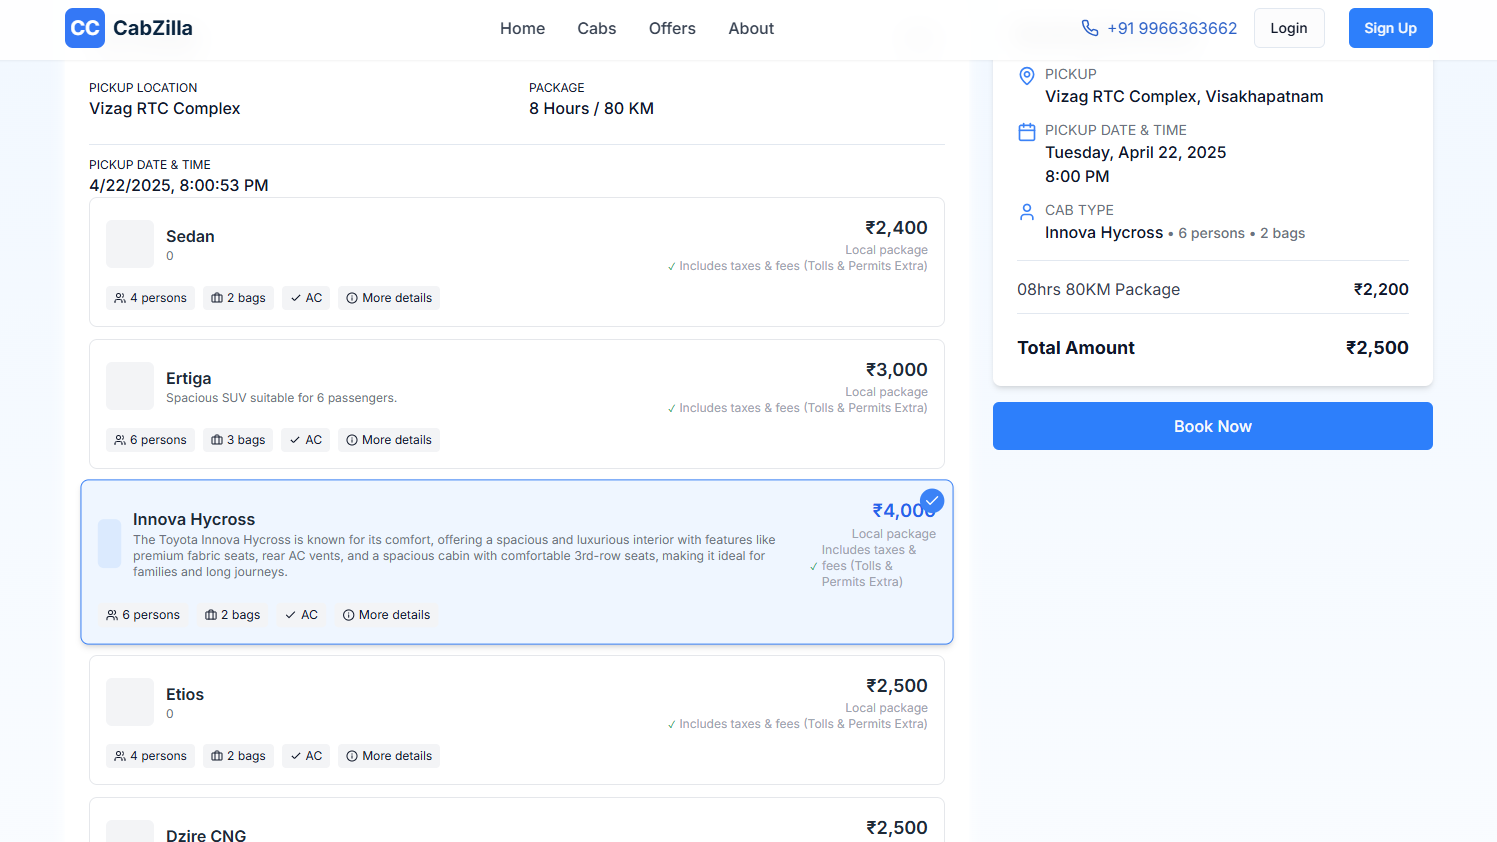 CC CabZilla
Home
Cabs
Offers
About
+91 9966363662
Login
Sign Up
PICKUP LOCATION
Vizag RTC Complex
PACKAGE
8 Hours / 80 KM
PICKUP DATE & TIME
4/22/2025, 8:00:53 PM
Sedan
0
₹2,400
Local package
✓ Includes taxes & fees (Tolls & Permits Extra)
4 persons
2 bags
AC
More details
Ertiga
Spacious SUV suitable for 6 passengers.
₹3,000
Local package
✓ Includes taxes & fees (Tolls & Permits Extra)
6 persons
3 bags
AC
More details
Innova Hycross
The Toyota Innova Hycross is known for its comfort, offering a spacious and luxurious interior with features like
premium fabric seats, rear AC vents, and a spacious cabin with comfortable 3rd-row seats, making it ideal for
families and long journeys.
₹4,000
Local package
Includes taxes &
✓ fees (Tolls &
Permits Extra)
6 persons
2 bags
AC
More details
Etios
0
₹2,500
Local package
✓ Includes taxes & fees (Tolls & Permits Extra)
4 persons
2 bags
AC
More details
Dzire CNG
₹2,500
PICKUP
Vizag RTC Complex, Visakhapatnam
PICKUP DATE & TIME
Tuesday, April 22, 2025
8:00 PM
CAB TYPE
Innova Hycross • 6 persons • 2 bags
08hrs 80KM Package
₹2,200
Total Amount
₹2,500
Book Now